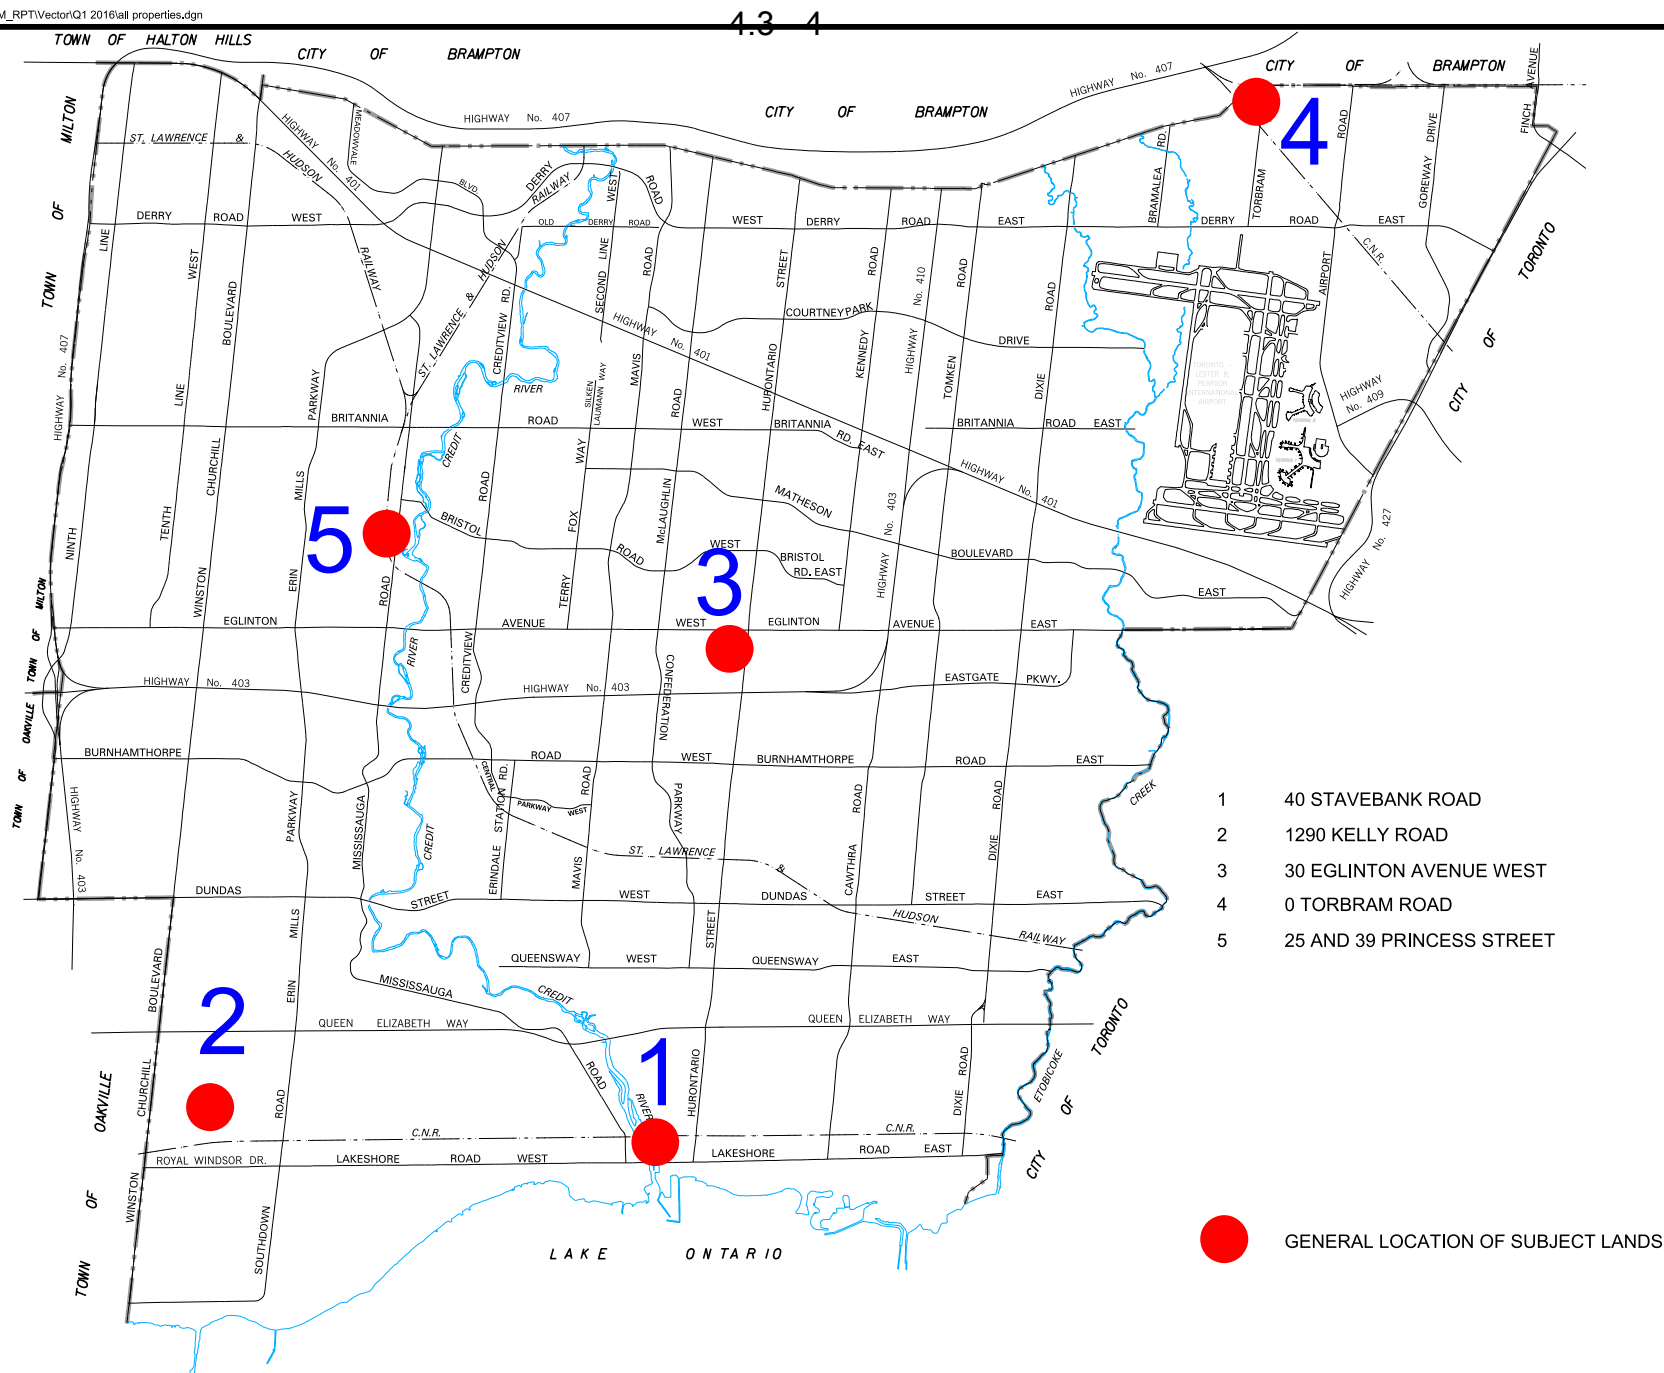 M_RPT\Vector\Q1 2016\all properties.dgn
4.3 4
TOWN OF HALTON HILLS
CITY OF BRAMPTON
CITY OF BRAMPTON
CITY OF BRAMPTON
HIGHWAY No. 407
HIGHWAY No. 407
FINCH AVENUE
TOWN OF MILTON
ST. LAWRENCE & HUDSON RAILWAY
HIGHWAY No. 401
MEADOWVALE BLVD.
DERRY ROAD WEST
DERRY ROAD
RAILWAY
WEST
OLD DERRY ROAD
WEST DERRY ROAD EAST
DERRY ROAD EAST
BRAMALEA RD.
TORBRAM ROAD
GOREWAY DRIVE
4
C.N.R.
AIRPORT
CITY OF TORONTO
HIGHWAY No. 407
NINTH LINE
TENTH LINE WEST
WINSTON CHURCHILL BOULEVARD
ERIN MILLS PARKWAY
ST. LAWRENCE & HUDSON
CREDITVIEW RD.
SECOND LINE
SILKEN LAUMANN WAY
TERRY FOX WAY
MAVIS ROAD
McLAUGHLIN ROAD
HURONTARIO STREET
COURTNEYPARK DRIVE
KENNEDY ROAD
HIGHWAY No. 410
TOMKEN ROAD
DIXIE ROAD
TORONTO -
LESTER B.
PEARSON
INTERNATIONAL
AIRPORT
HIGHWAY No. 409
HIGHWAY No. 401
RIVER
CREDIT
BRITANNIA ROAD WEST
BRITANNIA RD. EAST
BRITANNIA ROAD EAST
MATHESON BOULEVARD EAST
HIGHWAY No. 401
HIGHWAY No. 403
HIGHWAY No. 427
5
ROAD
BRISTOL ROAD WEST
BRISTOL RD. EAST
3
ROAD
EGLINTON AVENUE WEST
EGLINTON AVENUE EAST
TOWN OF MILTON
TOWN OF OAKVILLE
HIGHWAY No. 403
HIGHWAY No. 403
RIVER
CREDITVIEW
CONFEDERATION PARKWAY
EASTGATE PKWY.
BURNHAMTHORPE ROAD WEST
BURNHAMTHORPE ROAD EAST
HIGHWAY No. 403
CENTRAL PARKWAY WEST
ERINDALE STATION RD.
MAVIS ROAD
MISSISSAUGA
ERIN MILLS PARKWAY
CREDIT
CAWTHRA ROAD
DIXIE ROAD
CREEK
ST. LAWRENCE & HUDSON RAILWAY
DUNDAS STREET WEST
DUNDAS STREET EAST
1 40 STAVEBANK ROAD
2 1290 KELLY ROAD
3 30 EGLINTON AVENUE WEST
4 0 TORBRAM ROAD
5 25 AND 39 PRINCESS STREET
QUEENSWAY WEST
QUEENSWAY EAST
MISSISSAUGA ROAD
CREDIT RIVER
QUEEN ELIZABETH WAY
QUEEN ELIZABETH WAY
2
1
HURONTARIO STREET
DIXIE ROAD
ETOBICOKE
CITY OF TORONTO
WINSTON CHURCHILL BOULEVARD
ERIN
ROAD
SOUTHDOWN
C.N.R.
C.N.R.
ROYAL WINDSOR DR.
LAKESHORE ROAD WEST
LAKESHORE ROAD EAST
TOWN OF OAKVILLE
LAKE ONTARIO
GENERAL LOCATION OF SUBJECT LANDS